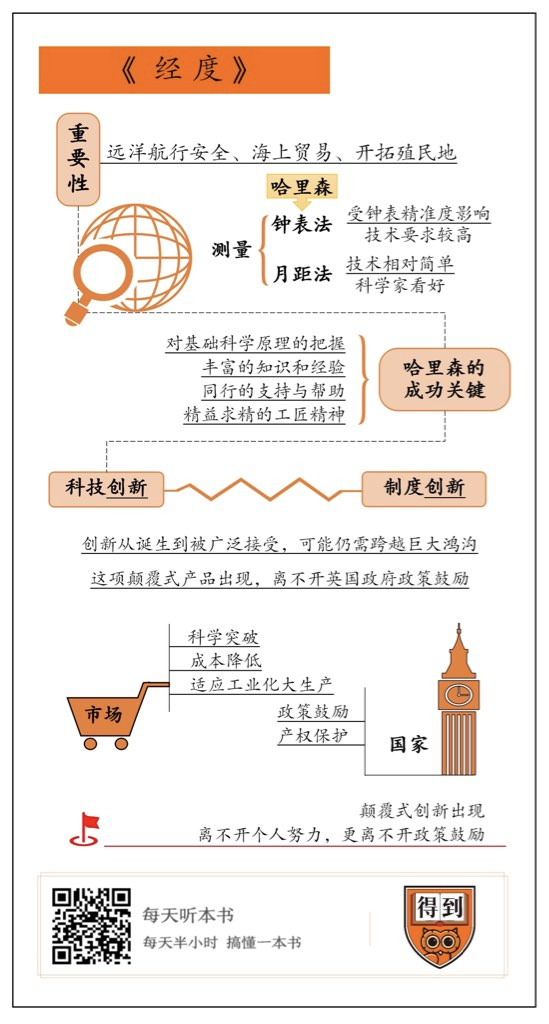 《经度》
重要性
远洋航行安全、海上贸易、开拓殖民地
哈里森
测量
钟表法
受钟表精准度影响
技术要求较高
月距法
技术相对简单
科学家看好
对基础科学原理的把握
丰富的知识和经验
同行的支持与帮助
精益求精的工匠精神
哈里森的
成功关键
科技创新
制度创新
创新从诞生到被广泛接受，可能仍需跨越巨大鸿沟
这项颠覆式产品出现，离不开英国政府政策鼓励
科学突破
成本降低
适应工业化大生产
市场
政策鼓励
产权保护
国家
颠覆式创新出现
离不开个人努力，更离不开政策鼓励
每天听本书
每天半小时 搞懂一本书
得到